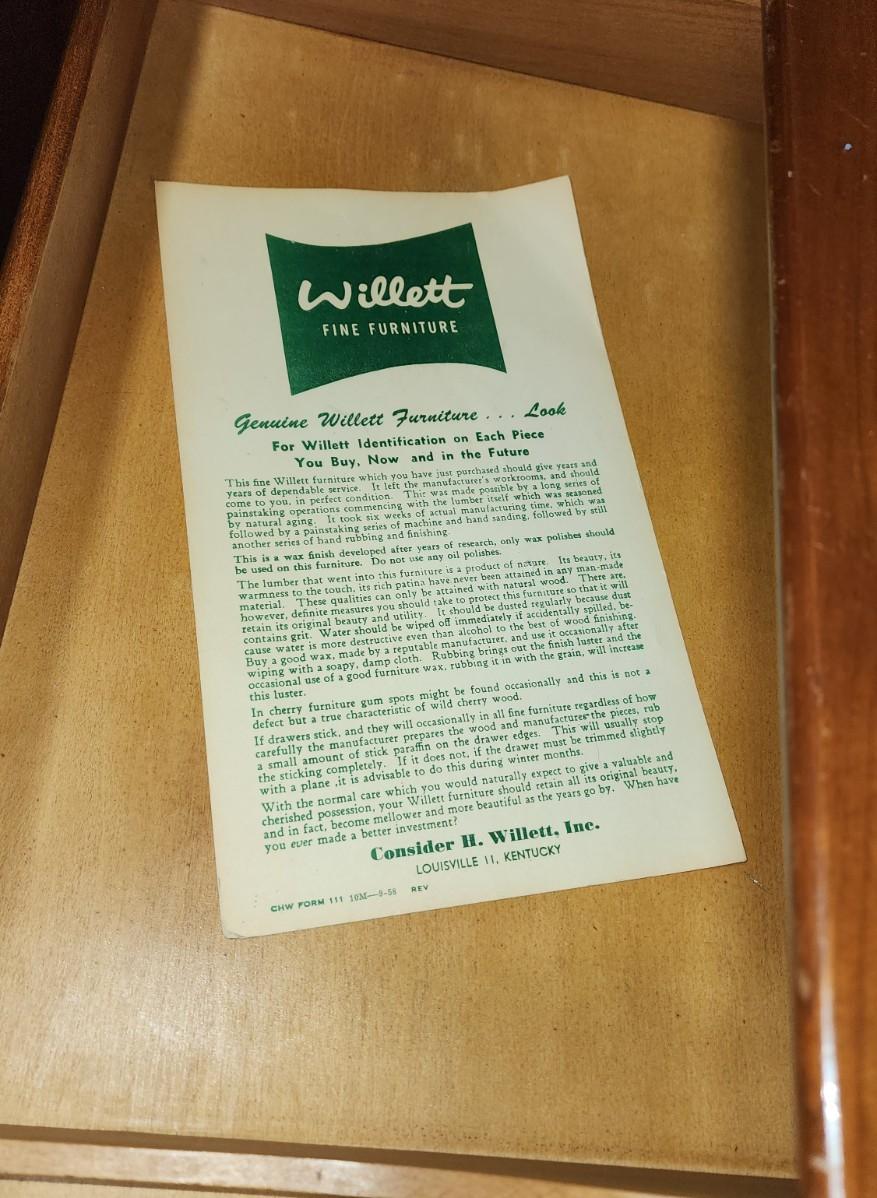 Willett
FINE FURNITURE
Genuine Willett Furniture . . . Look
For Willett Identification on Each Piece
You Buy, Now and in the Future
This fine Willett furniture which you have just purchased should give years and
years of dependable service. It left the manufacturer's workrooms, and should
come to you, in perfect condition. This was made possible by a long series of
painstaking operations commencing with the lumber itself which was seasoned
by natural aging. It took six weeks of actual manufacturing time, which was
followed by a painstaking series of machine and hand sanding, followed by still
another series of hand rubbing and finishing.
This is a wax finish developed after years of research, only wax polishes should
be used on this furniture. Do not use any oil polishes.
The lumber that went into this furniture is a product of nature. Its beauty, its
warmness to the touch, its rich patina have never been attained in any man-made
material. These qualities can only be attained with natural wood. There are,
however, definite measures you should take to protect this furniture so that it will
retain its original beauty and utility. It should be dusted regularly because dust
contains grit. Water should be wiped off immediately if accidentally spilled, be-
cause water is more destructive even than alcohol to the best of wood finishing.
Buy a good wax, made by a reputable manufacturer, and use it occasionally after
wiping with a soapy, damp cloth. Rubbing brings out the finish luster and the
occasional use of a good furniture wax, rubbing it in with the grain, will increase
this luster.
In cherry furniture gum spots might be found occasionally and this is not a
defect but a true characteristic of wild cherry wood.
If drawers stick, and they will occasionally in all fine furniture regardless of how
carefully the manufacturer prepares the wood and manufactures the pieces, rub
a small amount of stick paraffin on the drawer edges. This will usually stop
the sticking completely. If it does not, if the drawer must be trimmed slightly
with a plane ,it is advisable to do this during winter months.
With the normal care which you would naturally expect to give a valuable and
cherished possession, your Willett furniture should retain all its original beauty,
and in fact, become mellower and more beautiful as the years go by. When have
you ever made a better investment?
Consider H. Willett, Inc.
LOUISVILLE 11, KENTUCKY
CHW FORM 111 10M—9-58 REV